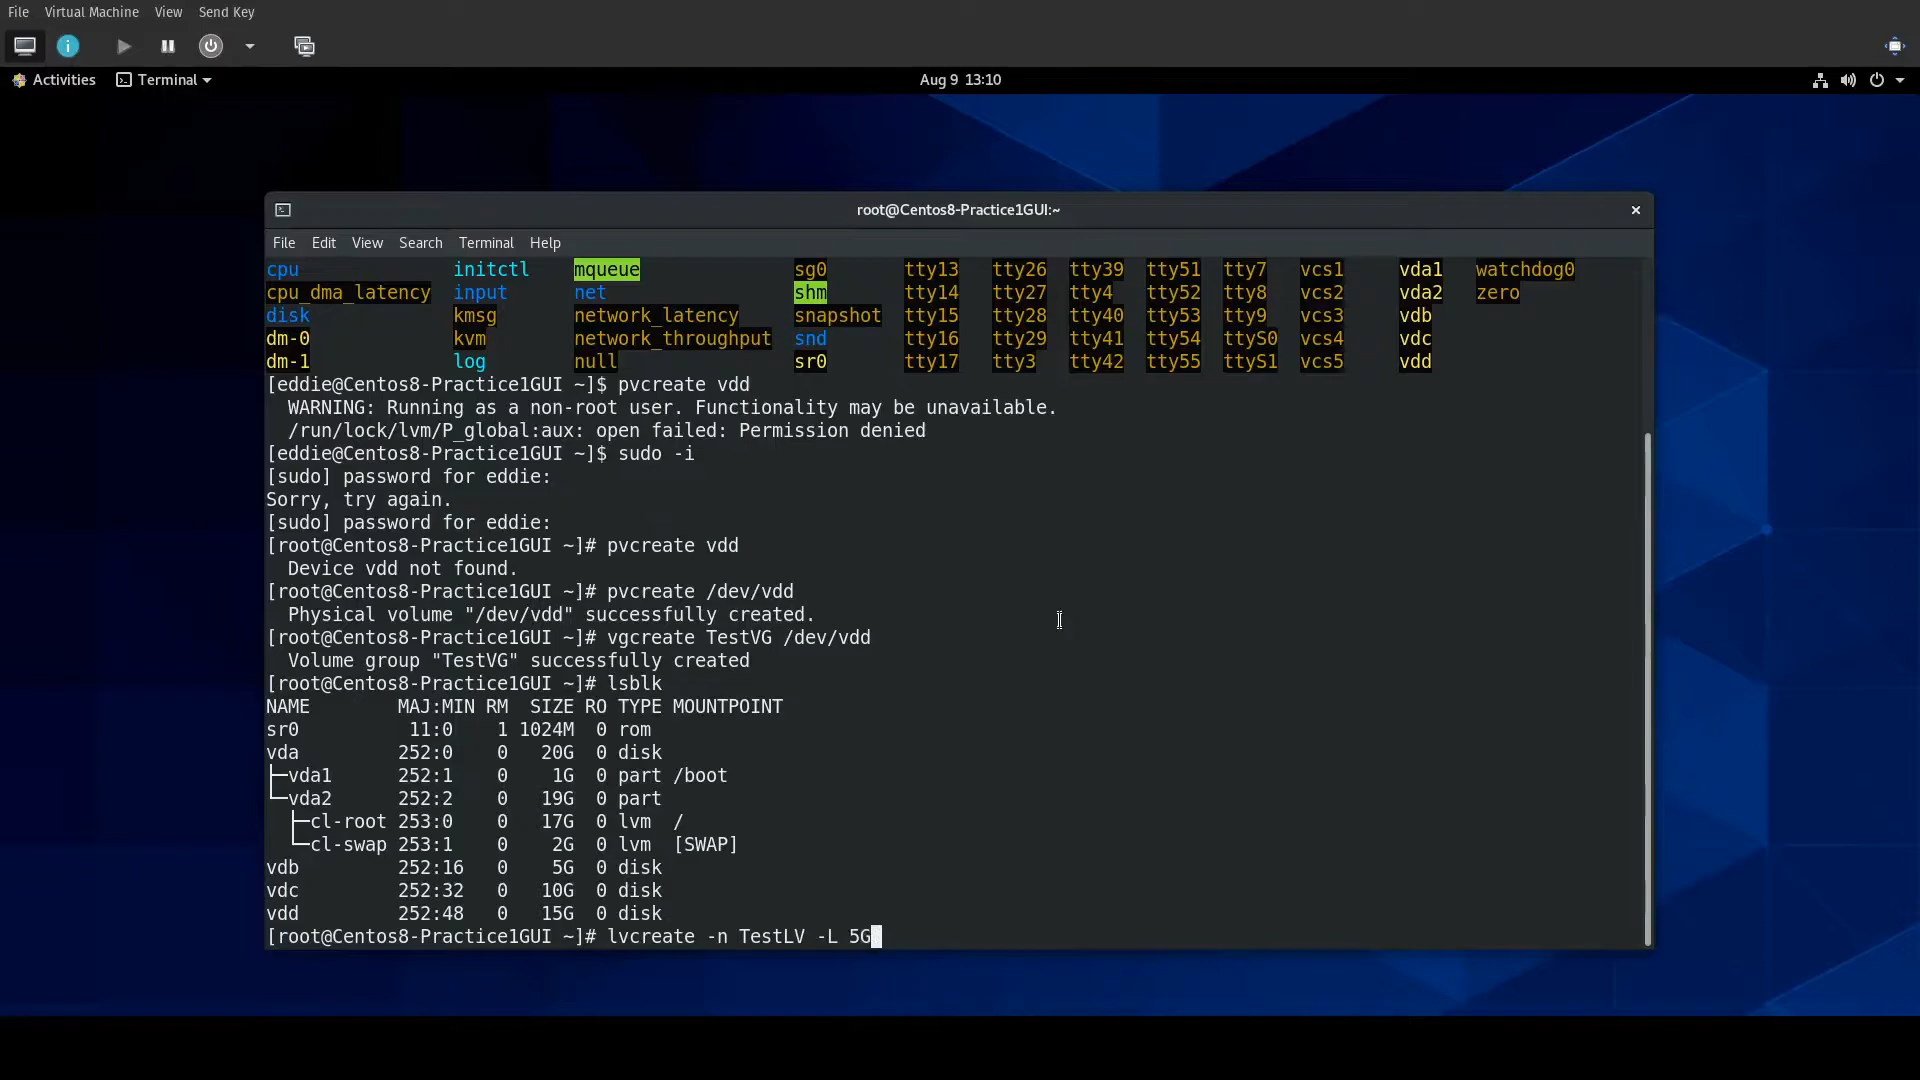 File Virtual Machine View Send Key
Activities Terminal Aug 9 13:10
root@Centos8-Practice1GUI:~
File Edit View Search Terminal Help
cpu initctl mqueue sg0 tty13 tty26 tty39 tty51 tty7 vcs1 vda1 watchdog0
cpu_dma_latency input net shm tty14 tty27 tty4 tty52 tty8 vcs2 vda2 zero
disk kmsg network_latency snapshot tty15 tty28 tty40 tty53 tty9 vcs3 vdb
dm-0 kvm network_throughput snd tty16 tty29 tty41 tty54 ttyS0 vcs4 vdc
dm-1 log null sr0 tty17 tty3 tty42 tty55 ttyS1 vcs5 vdd
[eddie@Centos8-Practice1GUI ~]$ pvcreate vdd
WARNING: Running as a non-root user. Functionality may be unavailable.
/run/lock/lvm/P_global:aux: open failed: Permission denied
[eddie@Centos8-Practice1GUI ~]$ sudo -i
[sudo] password for eddie:
Sorry, try again.
[sudo] password for eddie:
[root@Centos8-Practice1GUI ~]# pvcreate vdd
Device vdd not found.
[root@Centos8-Practice1GUI ~]# pvcreate /dev/vdd
Physical volume "/dev/vdd" successfully created.
[root@Centos8-Practice1GUI ~]# vgcreate TestVG /dev/vdd
Volume group "TestVG" successfully created
[root@Centos8-Practice1GUI ~]# lsblk
NAME MAJ:MIN RM SIZE RO TYPE MOUNTPOINT
sr0 11:0 1 1024M 0 rom
vda 252:0 0 20G 0 disk
├─vda1 252:1 0 1G 0 part /boot
└─vda2 252:2 0 19G 0 part
├─cl-root 253:0 0 17G 0 lvm /
└─cl-swap 253:1 0 2G 0 lvm [SWAP]
vdb 252:16 0 5G 0 disk
vdc 252:32 0 10G 0 disk
vdd 252:48 0 15G 0 disk
[root@Centos8-Practice1GUI ~]# lvcreate -n TestLV -L 5G